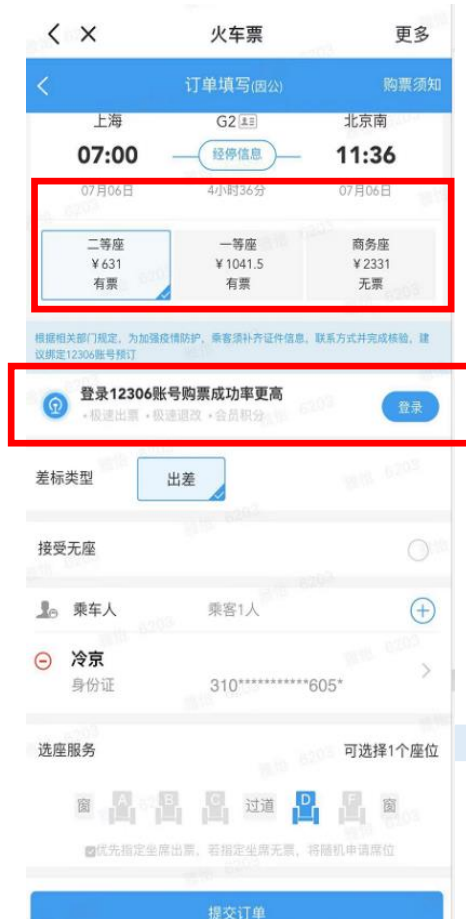 火车票 更多
订单填写(因公) 购票须知
上海 G2 北京南
07:00 经停信息 11:36
07月06日 4小时36分 07月06日
二等座 一等座 商务座
¥631 ¥1041.5 ¥2331
有票 有票 无票
根据相关部门规定，为加强疫情防护，乘客须补齐证件信息、联系方式并完成核验，建
议绑定12306账号预订
登录12306账号购票成功率更高
•极速出票 •极速退改 •会员积分 登录
差标类型 出差
接受无座
乘车人 乘客1人
冷京
身份证 310***********605*
选座服务 可选择1个座位
窗 A B C 过道 D F 窗
优先指定坐席出票，若指定坐席无票，将随机申请席位
提交订单